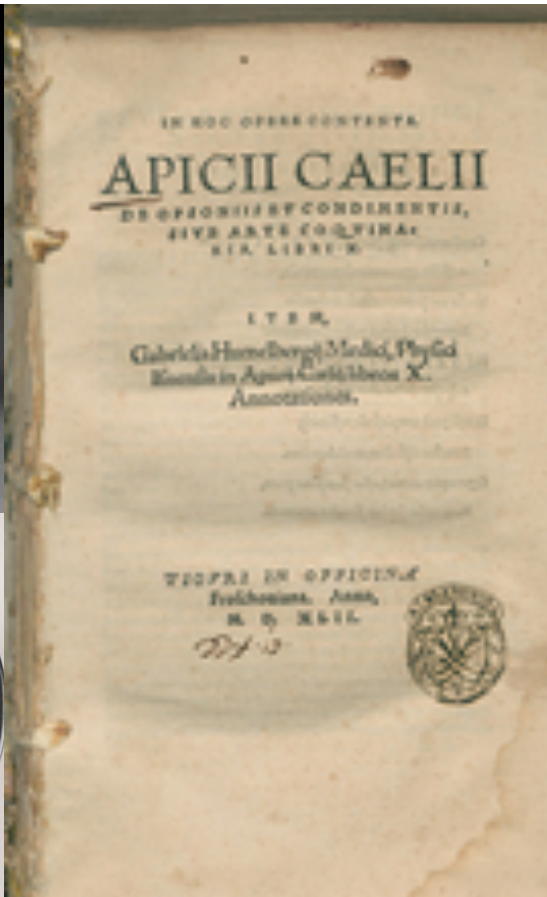 IN HOC OPERE CONTENTA.
APICII CAELII
DE OPSONIIS ET CONDIMENTIS,
SIVE ARTE COQVINA-
RIA, LIBRI X.
ITEM,
Gabrielis Humelbergij Medici, Physici
Isnensis in Apicij Caelij libros X.
Annotationes.
TIGVRI IN OFFICINA
Froschouiana. Anno,
M. D. XLII.